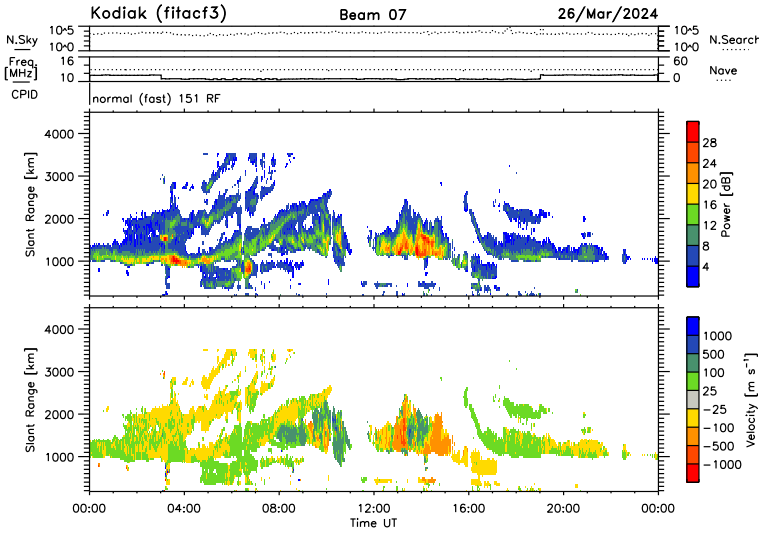 Kodiak (fitacf3) Beam 07 26/Mar/2024
N.Sky 10^5 10^0 10^5 10^0 N.Search
Freq. [MHz] 16 10 60 0 Nave
CPID normal (fast) 151 RF
Slant Range [km] 4000 3000 2000 1000
Power [dB] 28 24 20 16 12 8 4
Slant Range [km] 4000 3000 2000 1000
Velocity [m s⁻¹] 1000 500 100 25 −25 −100 −500 −1000
00:00 04:00 08:00 12:00 16:00 20:00 00:00
Time UT